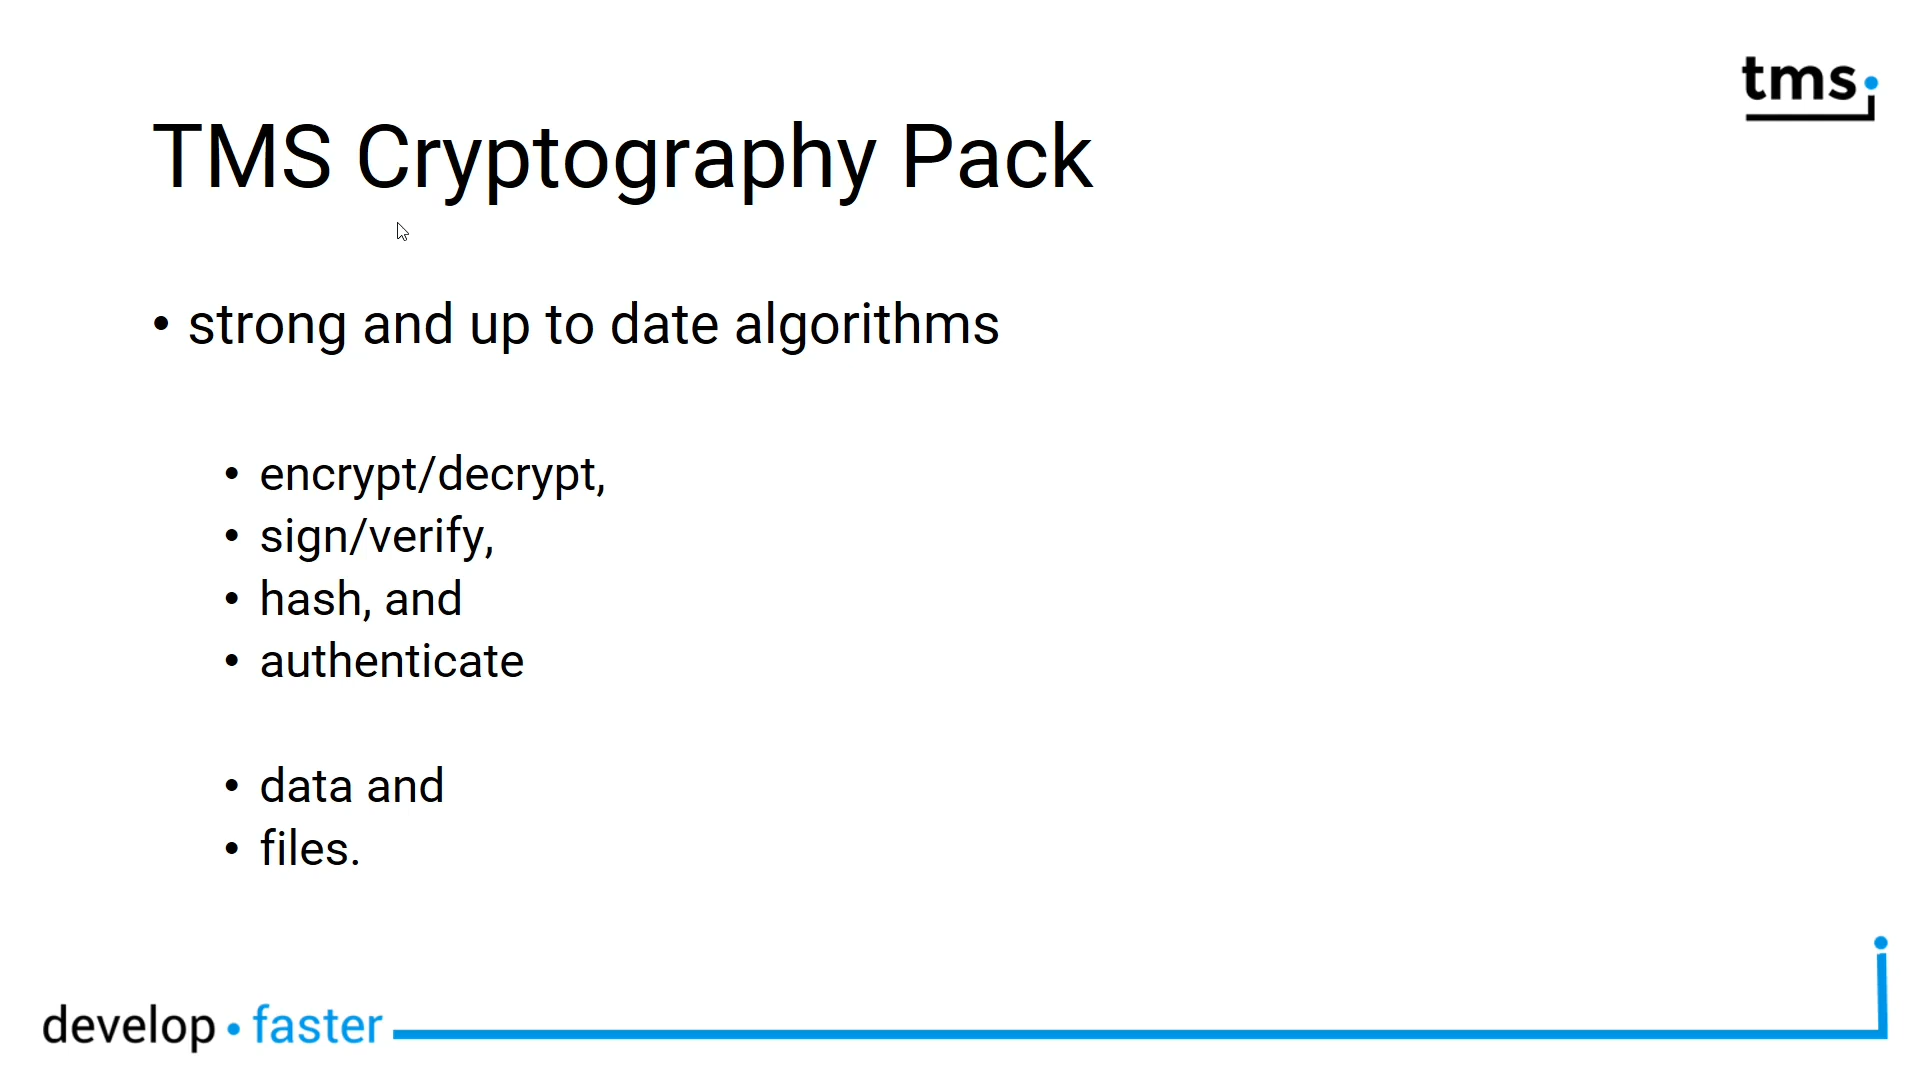 tms
TMS Cryptography Pack
• strong and up to date algorithms
• encrypt/decrypt,
• sign/verify,
• hash, and
• authenticate
• data and
• files.
develop • faster